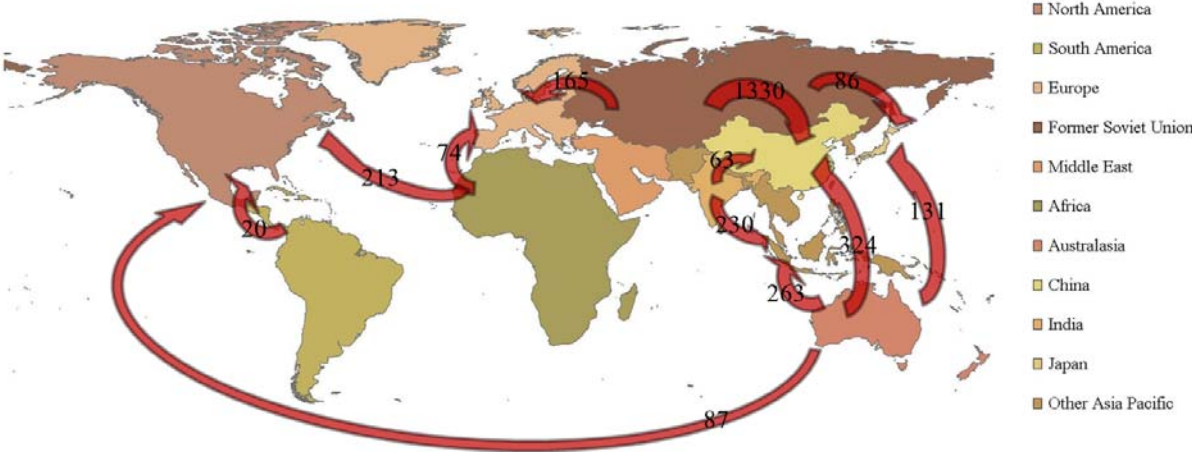 North America
South America
Europe
Former Soviet Union
Middle East
Africa
Australasia
China
India
Japan
Other Asia Pacific
165
1330
86
74
63
213
20
230
324
131
263
87